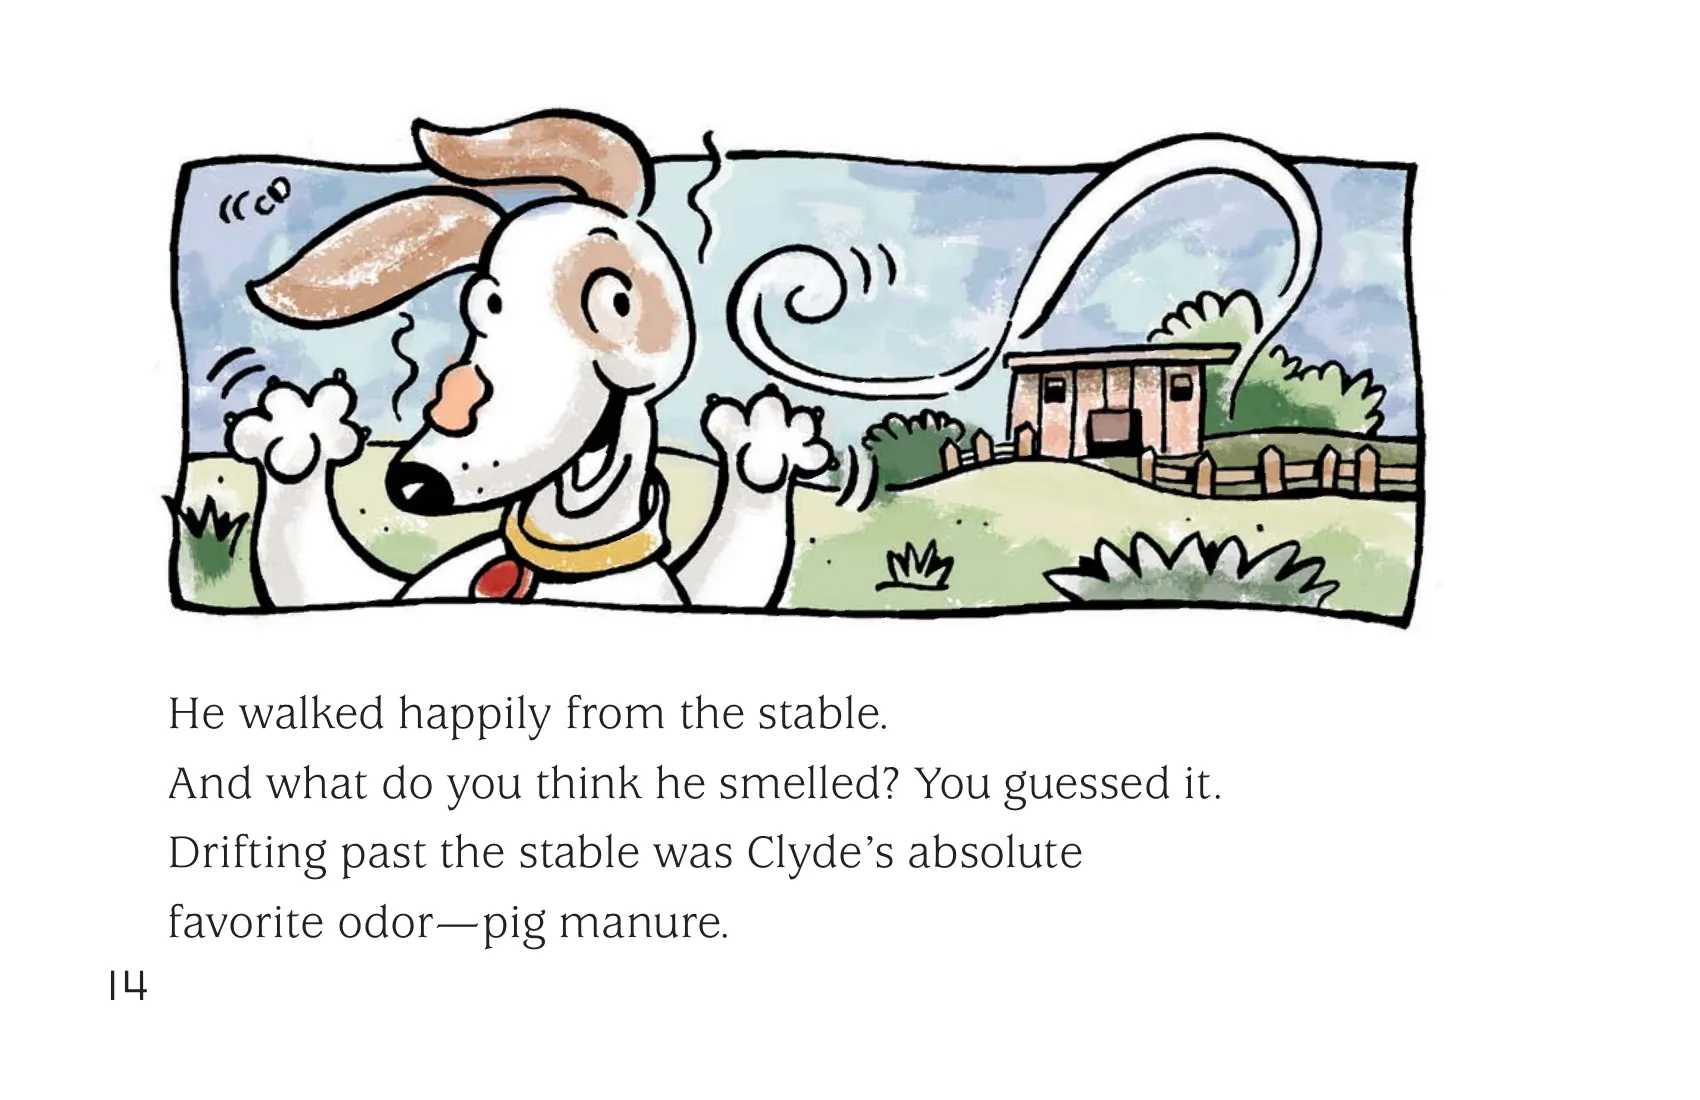 He walked happily from the stable.
And what do you think he smelled? You guessed it.
Drifting past the stable was Clyde’s absolute
favorite odor—pig manure.
14